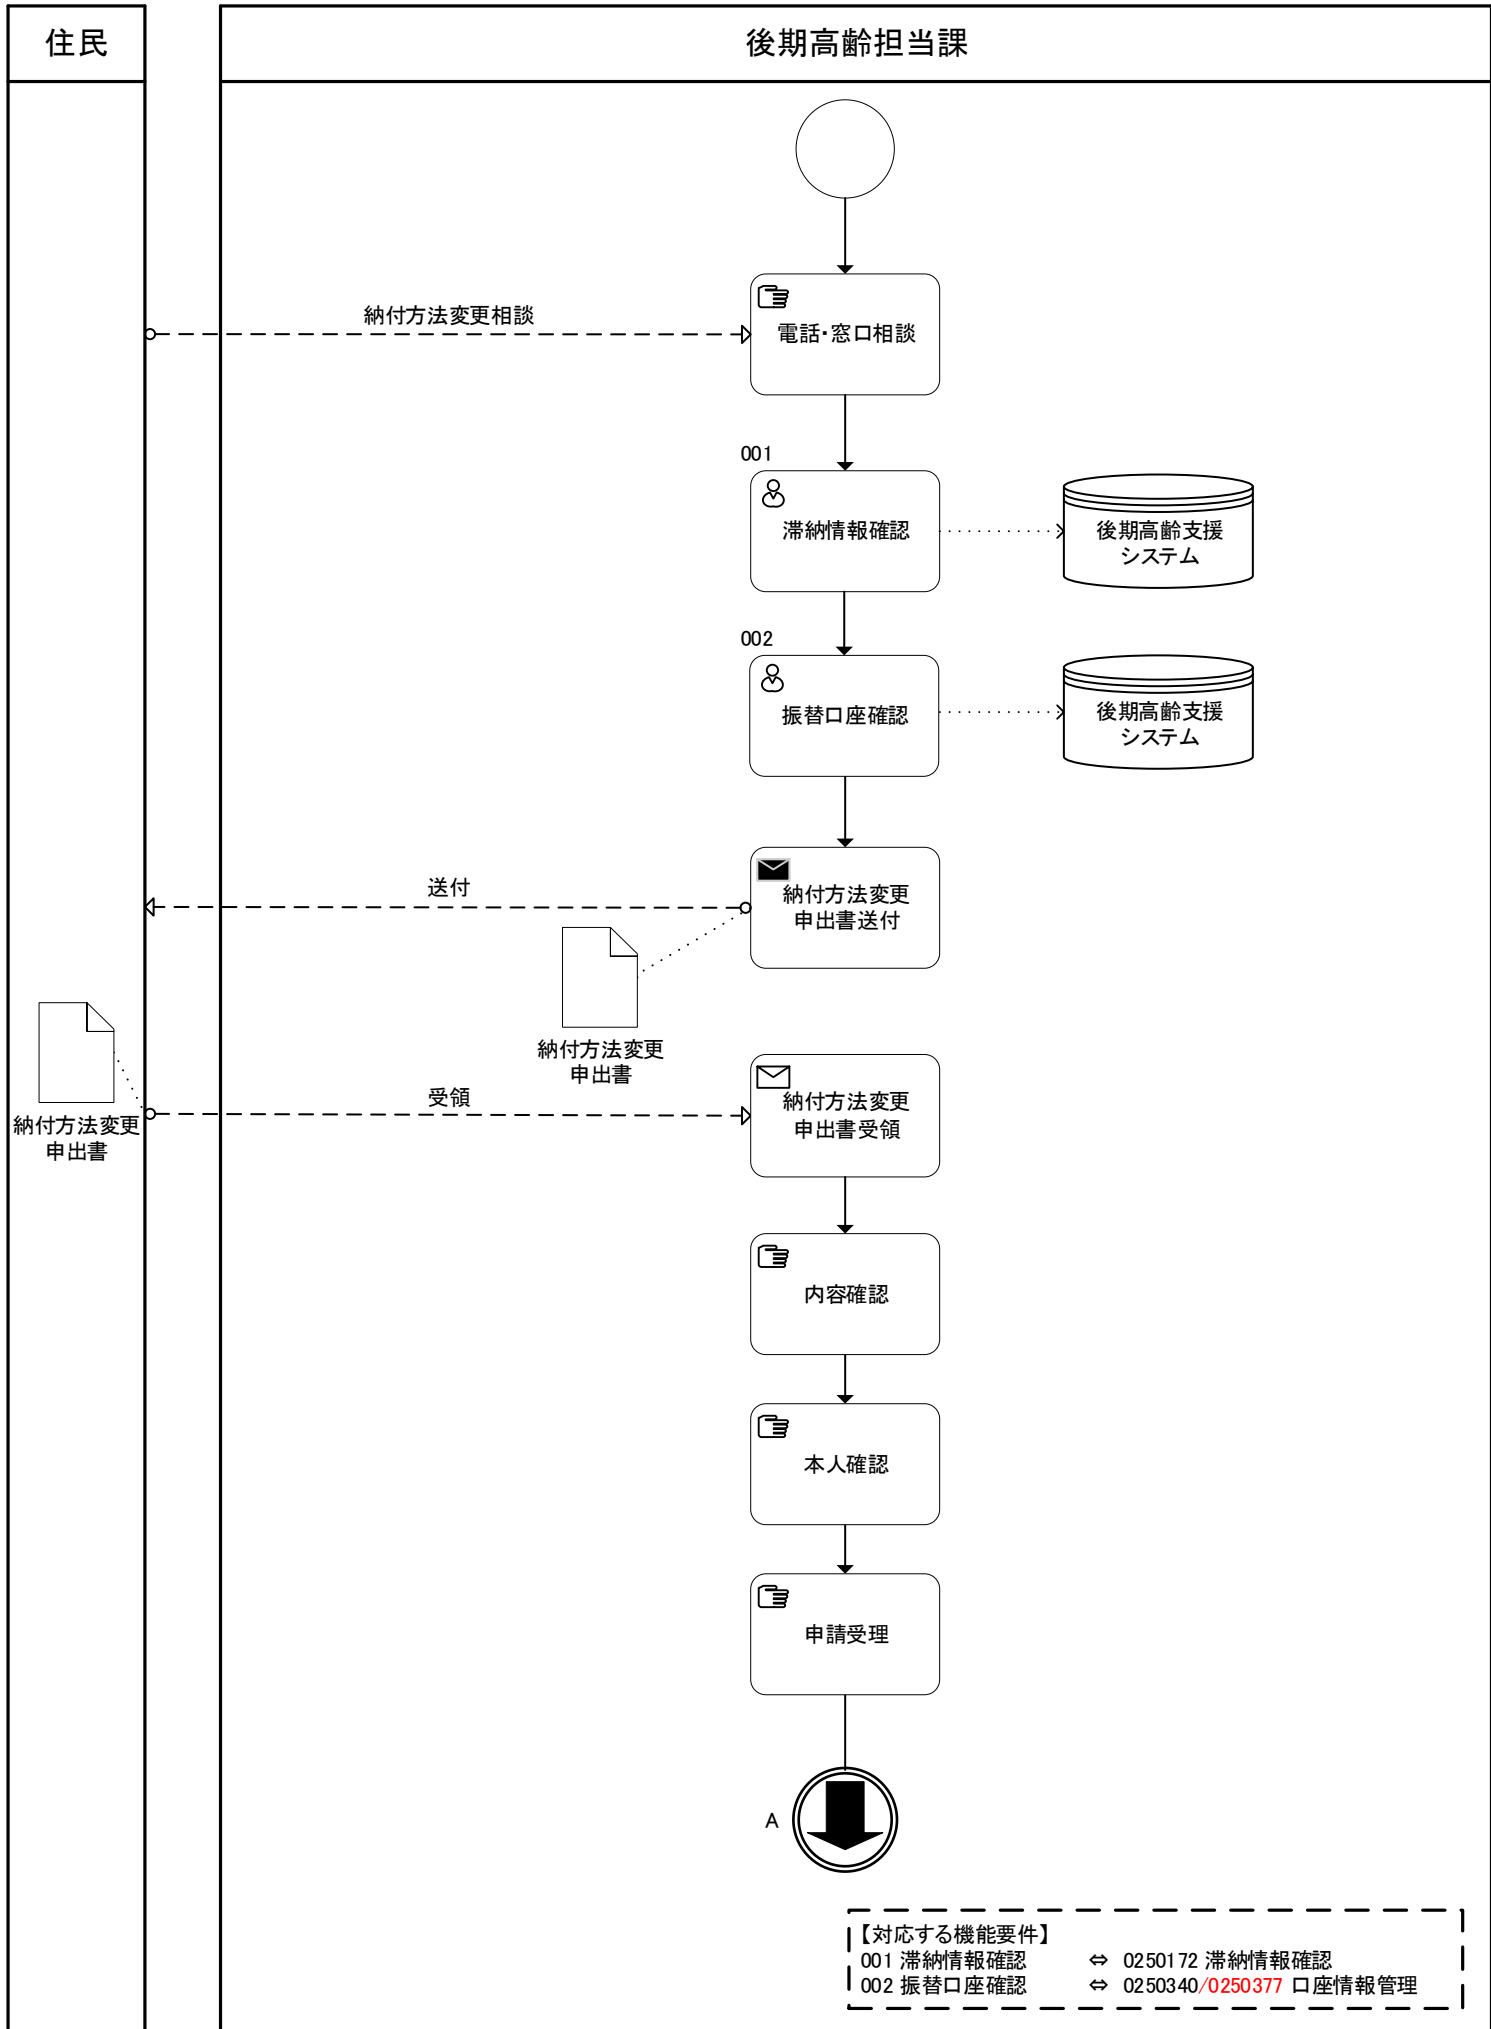 住民
後期高齢担当課
納付方法変更相談
電話・窓口相談
001
滞納情報確認
後期高齢支援
システム
002
振替口座確認
後期高齢支援
システム
送付
納付方法変更
申出書送付
納付方法変更
申出書
納付方法変更
申出書
受領
納付方法変更
申出書受領
内容確認
本人確認
申請受理
A
【対応する機能要件】
001 滞納情報確認 ⇔ 0250172 滞納情報確認
002 振替口座確認 ⇔ 0250340/0250377 口座情報管理